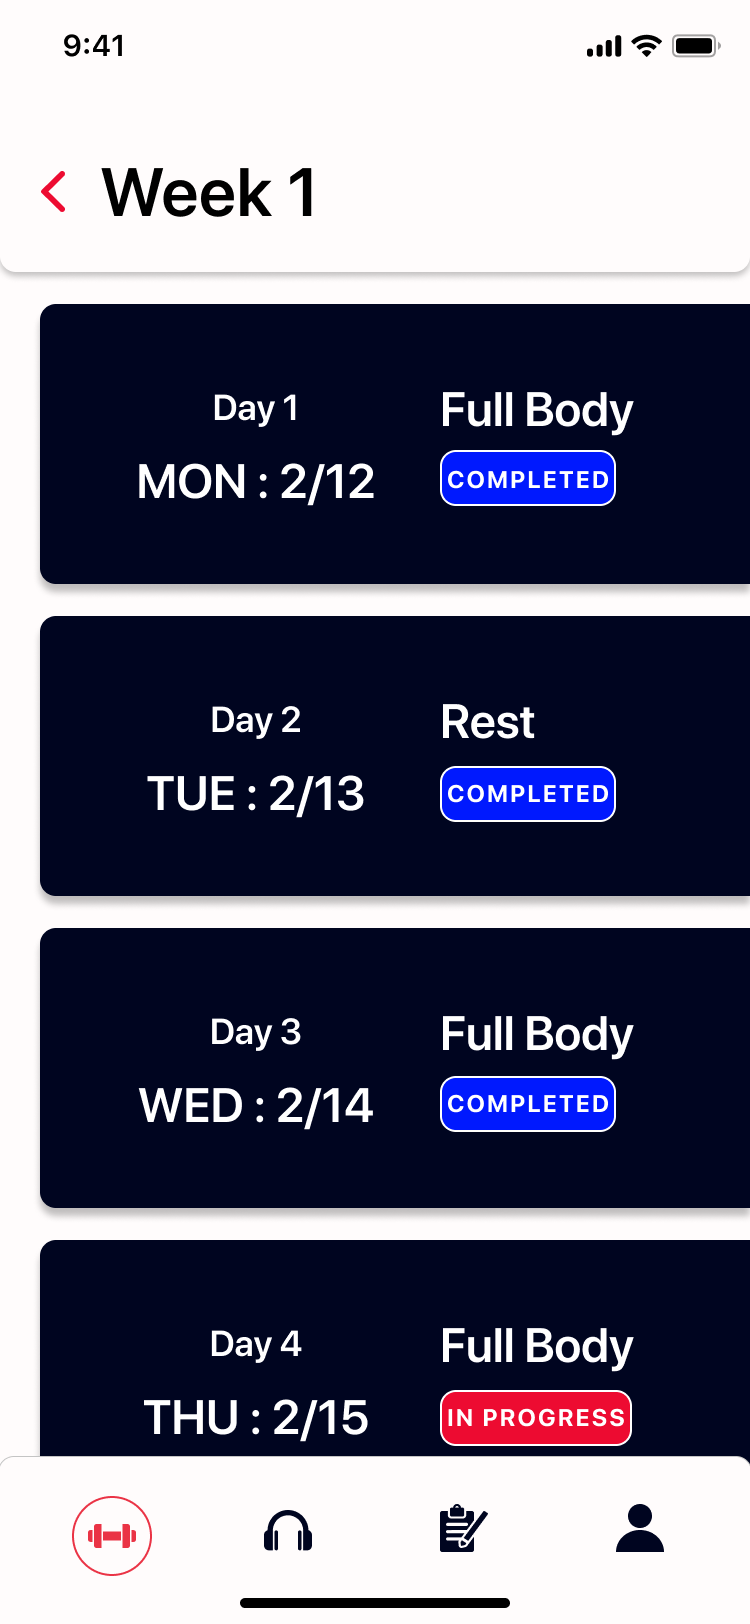 9:41
Week 1
Day 1
MON : 2/12
Full Body
COMPLETED
Day 2
TUE : 2/13
Rest
COMPLETED
Day 3
WED : 2/14
Full Body
COMPLETED
Day 4
THU : 2/15
Full Body
IN PROGRESS